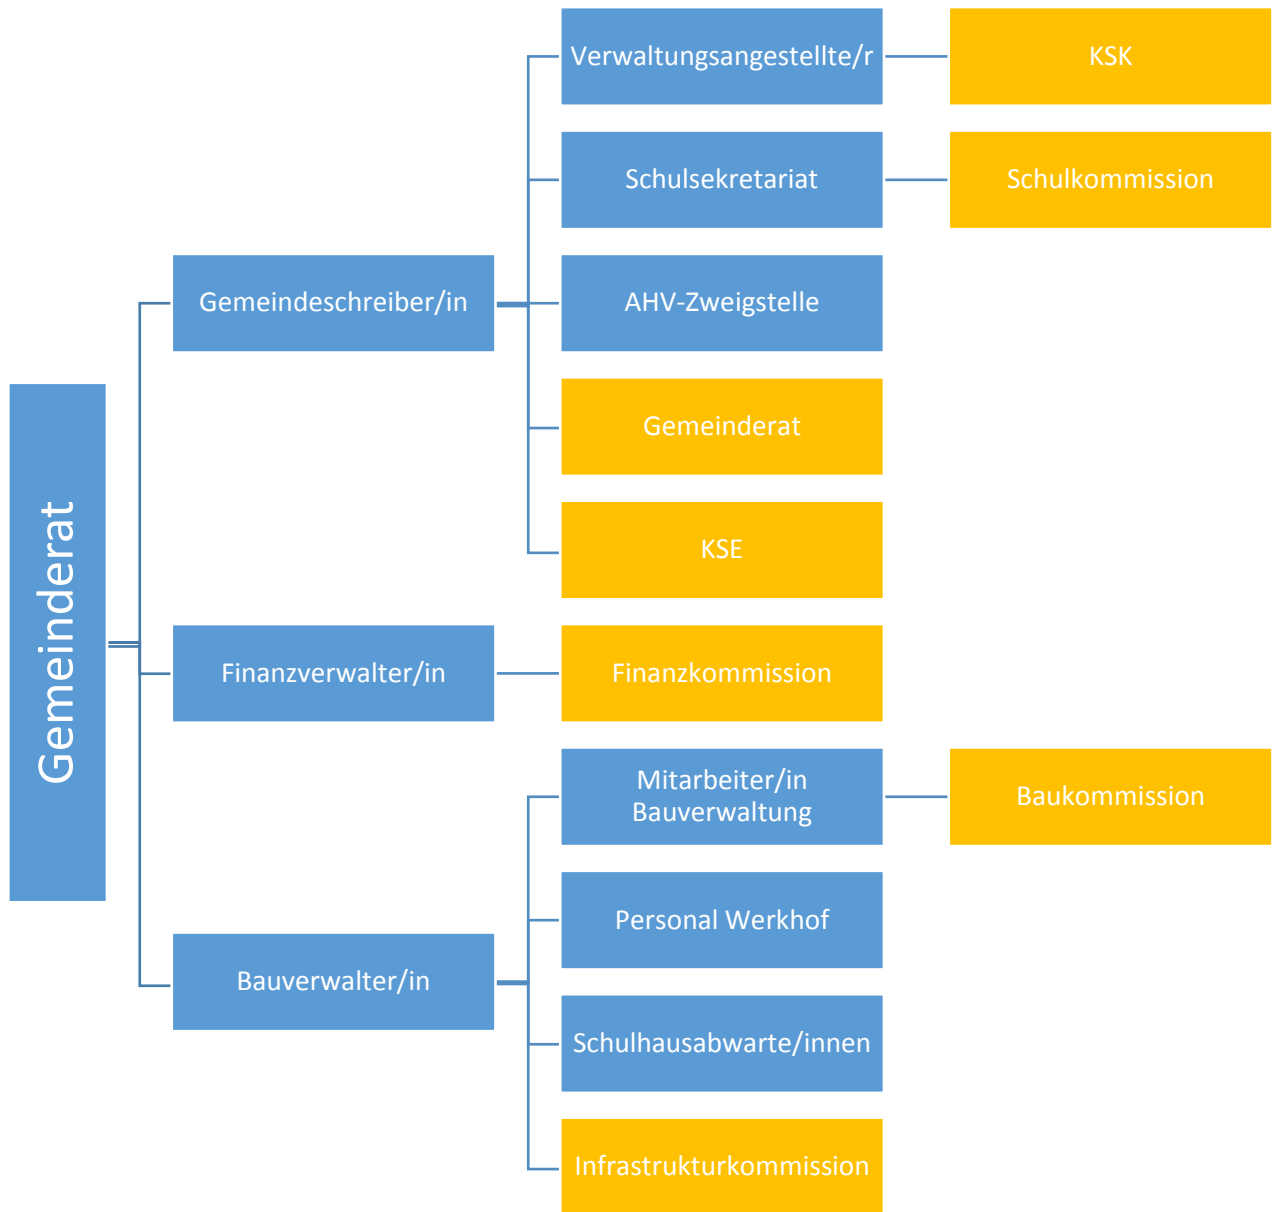 Gemeinderat
Gemeindeschreiber/in
Verwaltungsangestellte/r
KSK
Schulsekretariat
Schulkommission
AHV-Zweigstelle
Gemeinderat
KSE
Finanzverwalter/in
Finanzkommission
Bauverwalter/in
Mitarbeiter/in
Bauverwaltung
Baukommission
Personal Werkhof
Schulhausabwarte/innen
Infrastrukturkommission